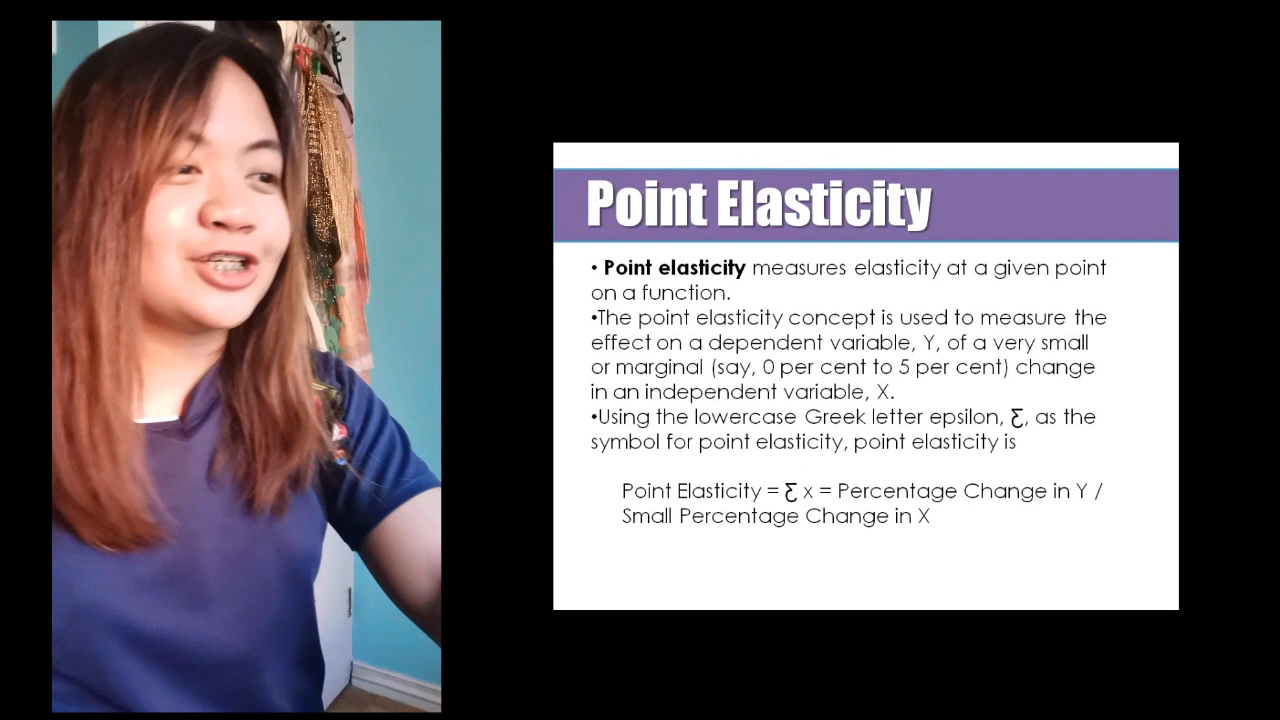 Point Elasticity
• Point elasticity measures elasticity at a given point
on a function.
•The point elasticity concept is used to measure the
effect on a dependent variable, Y, of a very small
or marginal (say, 0 per cent to 5 per cent) change
in an independent variable, X.
•Using the lowercase Greek letter epsilon, Ƹ, as the
symbol for point elasticity, point elasticity is
Point Elasticity = Ƹ x = Percentage Change in Y /
Small Percentage Change in X